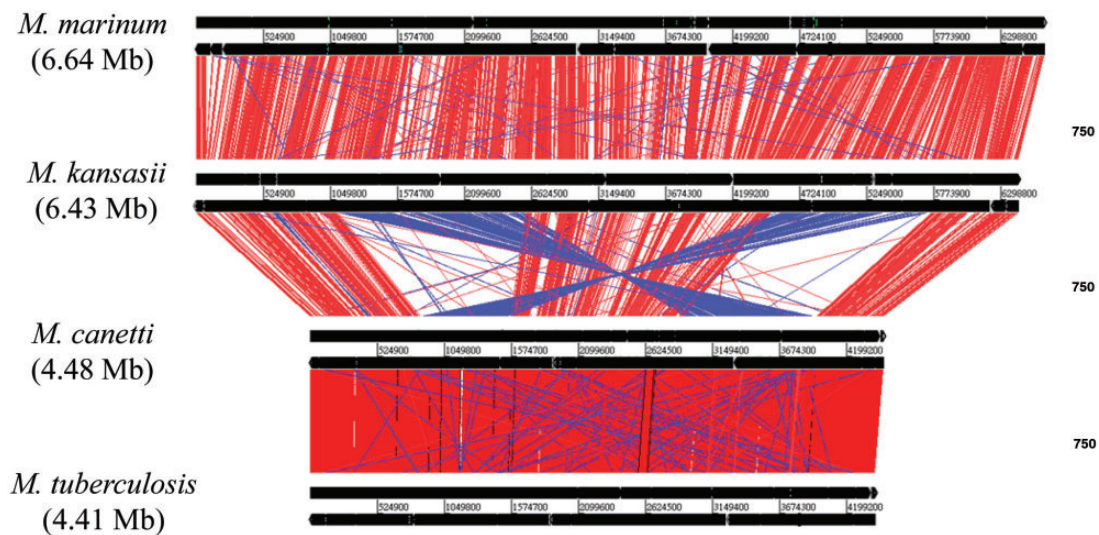 M. marinum
(6.64 Mb)
524900 1049800 1574700 2099600 2624500 3149400 3674300 4199200 4724100 5249000 5773900 6298800
750
M. kansasii
(6.43 Mb)
524900 1049800 1574700 2099600 2624500 3149400 3674300 4199200 4724100 5249000 5773900 6298800
750
M. canetti
(4.48 Mb)
524900 1049800 1574700 2099600 2624500 3149400 3674300 4199200
750
M. tuberculosis
(4.41 Mb)
524900 1049800 1574700 2099600 2624500 3149400 3674300 4199200